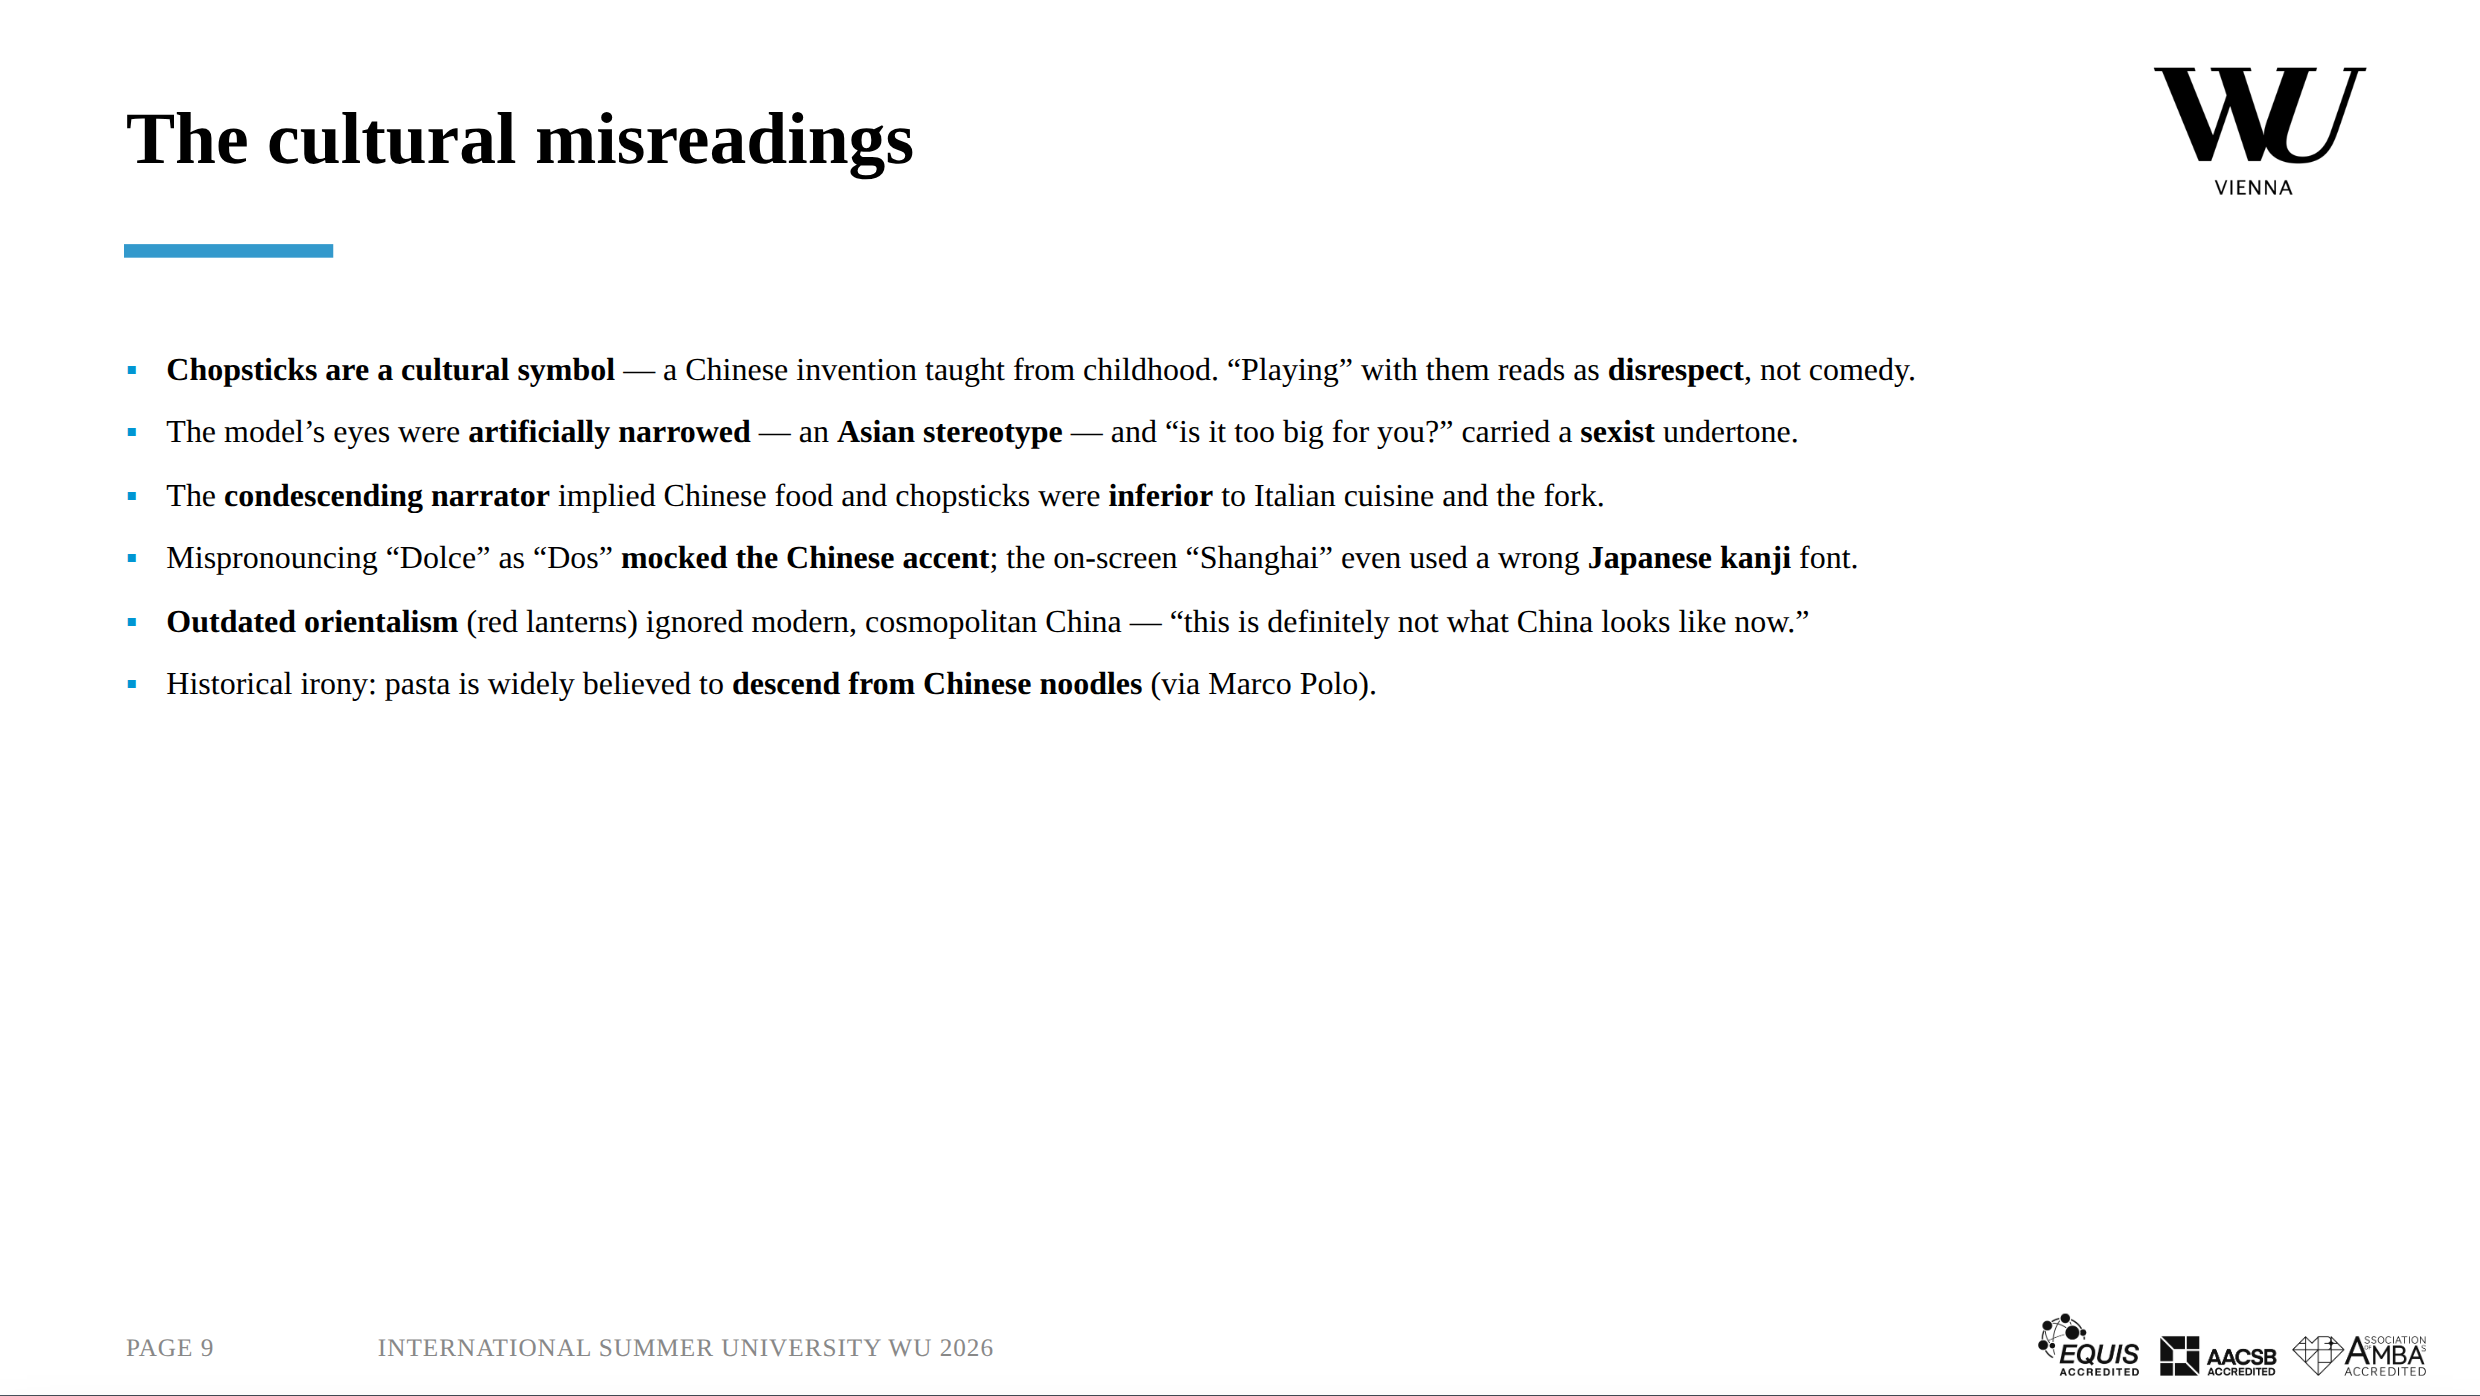 The cultural misreadings
WU
VIENNA
Chopsticks are a cultural symbol — a Chinese invention taught from childhood. “Playing” with them reads as disrespect, not comedy.
The model’s eyes were artificially narrowed — an Asian stereotype — and “is it too big for you?” carried a sexist undertone.
The condescending narrator implied Chinese food and chopsticks were inferior to Italian cuisine and the fork.
Mispronouncing “Dolce” as “Dos” mocked the Chinese accent; the on-screen “Shanghai” even used a wrong Japanese kanji font.
Outdated orientalism (red lanterns) ignored modern, cosmopolitan China — “this is definitely not what China looks like now.”
Historical irony: pasta is widely believed to descend from Chinese noodles (via Marco Polo).
PAGE 9
INTERNATIONAL SUMMER UNIVERSITY WU 2026
EQUIS
ACCREDITED
AACSB
ACCREDITED
ASSOCIATION
OF
AMBAS
ACCREDITED